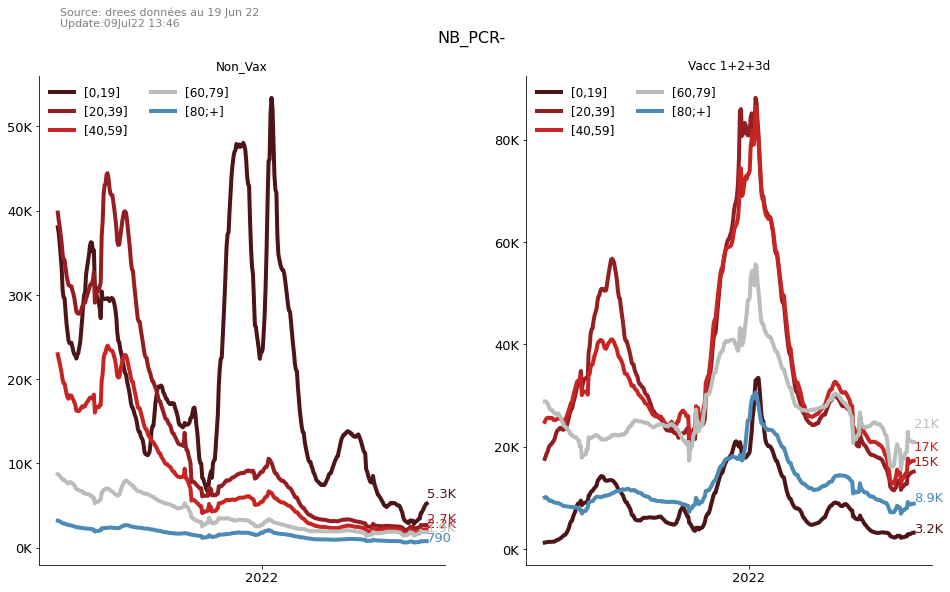 Source: drees données au 19 Jun 22
Update:09Jul22 13:46
NB_PCR-
Non_Vax
[0,19] [60,79]
[20,39] [80;+]
[40,59]
50K
40K
30K
20K
10K
0K
5.3K
2.7K
790
2022
Vacc 1+2+3d
[0,19] [60,79]
[20,39] [80;+]
[40,59]
80K
60K
40K
20K
0K
21K
17K
15K
8.9K
3.2K
2022